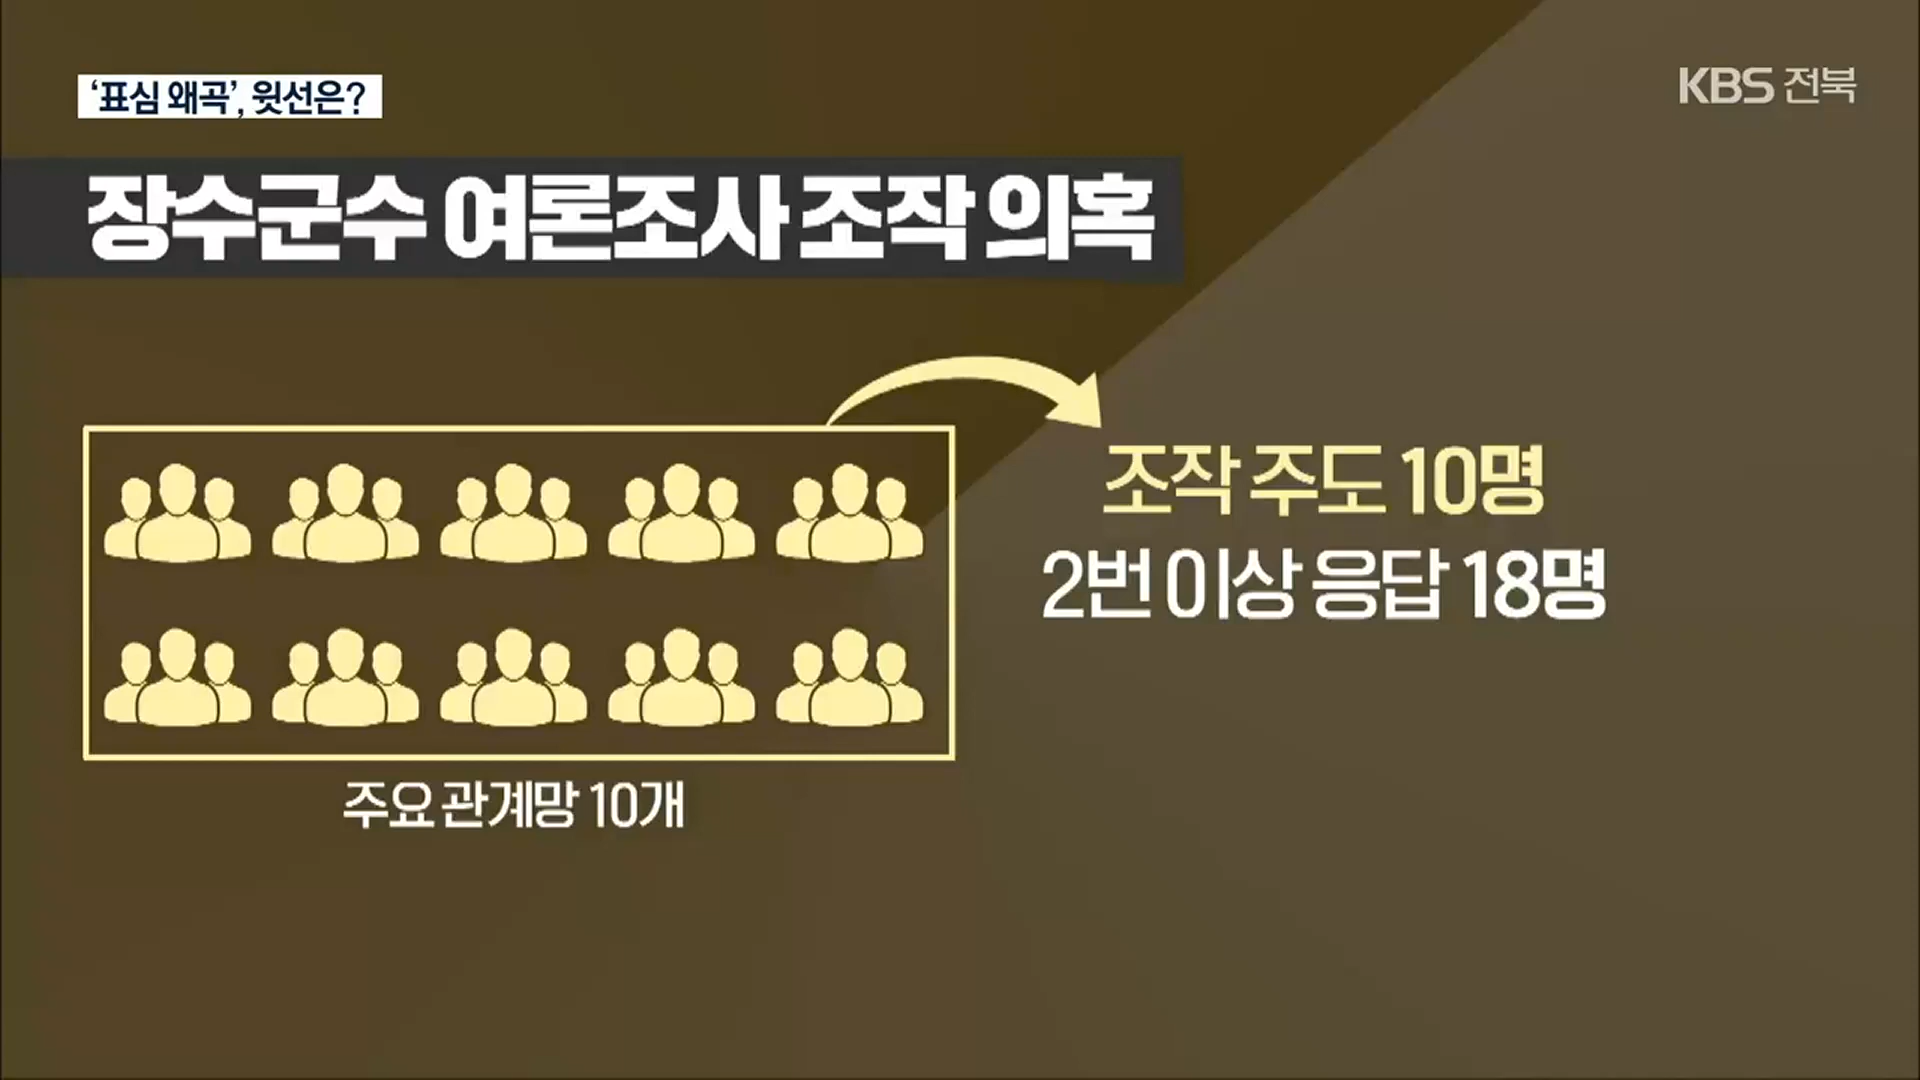 ‘표심 왜곡’, 윗선은?
KBS 전북
장수군수 여론조사 조작 의혹
조작 주도 10명
2번 이상 응답 18명
주요 관계망 10개